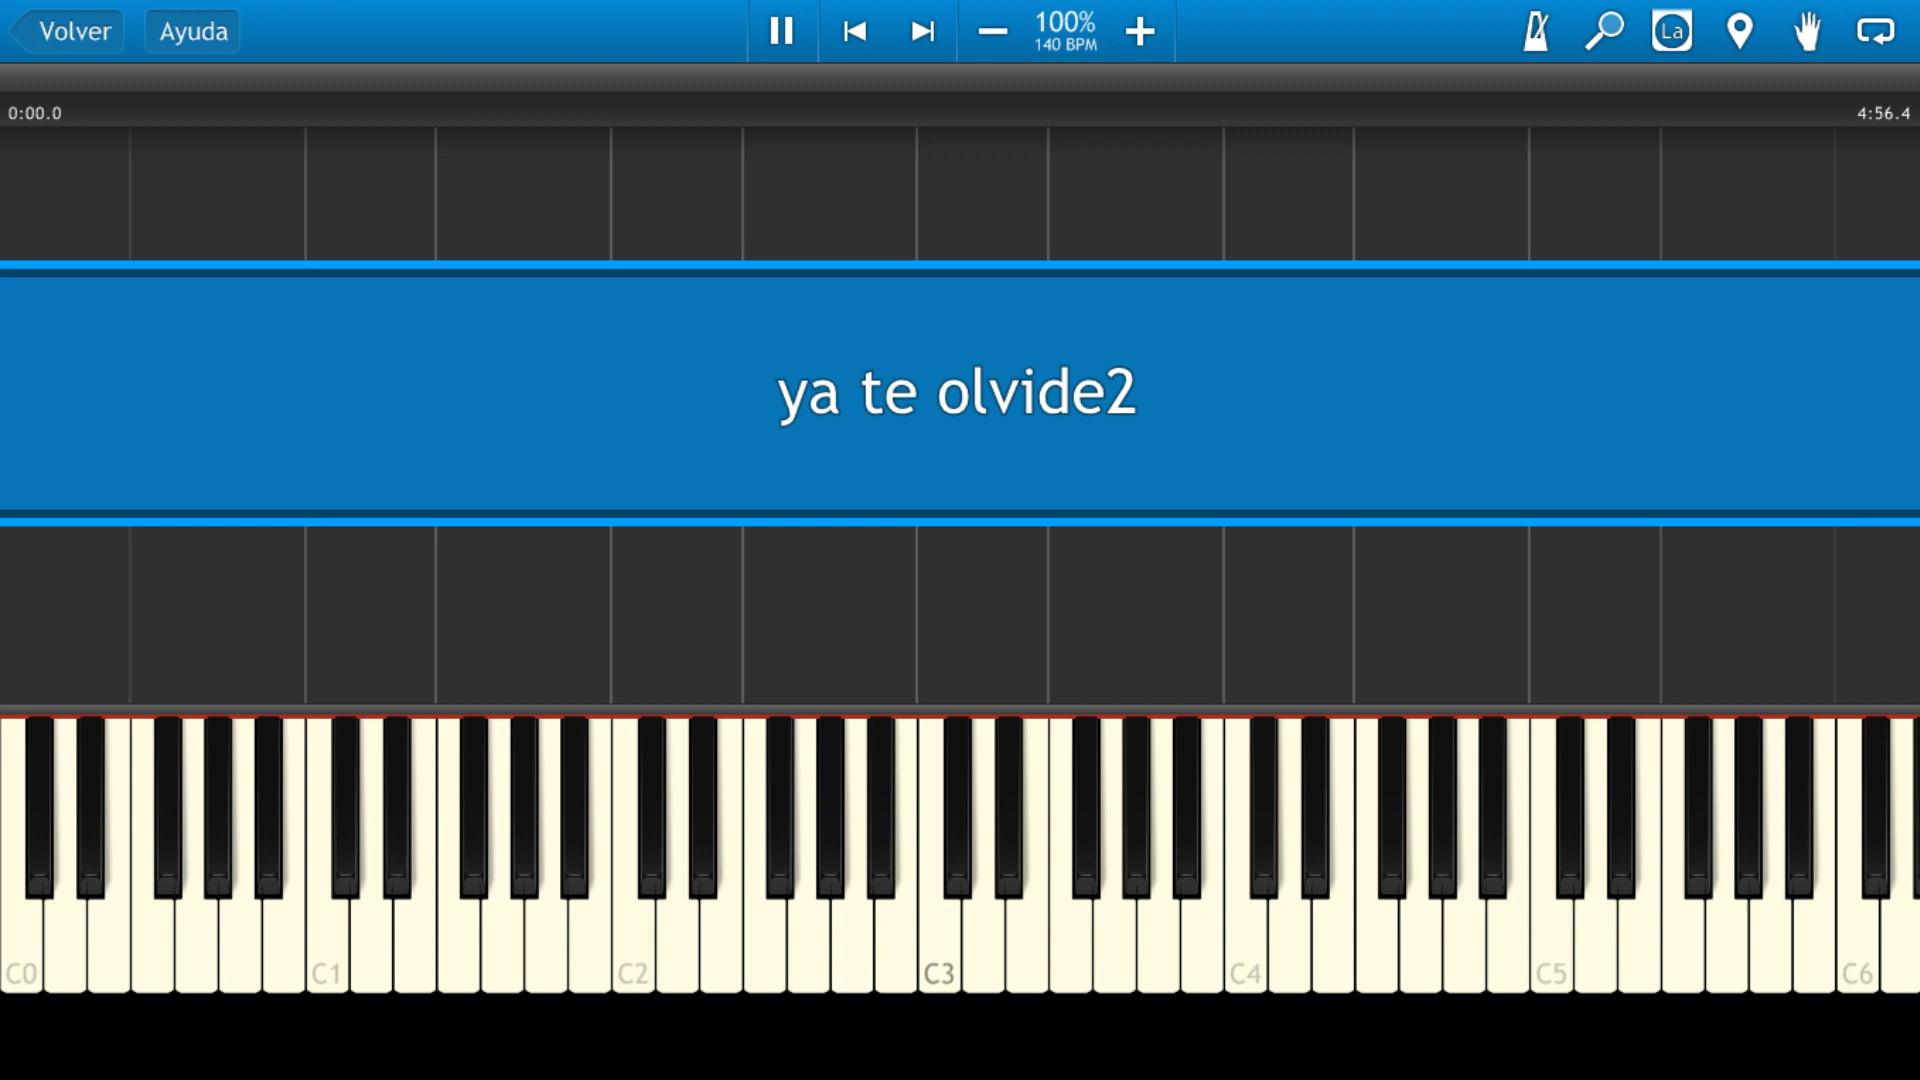 Volver
Ayuda
100%
140 BPM
La
0:00.0
4:56.4
ya te olvide2
C0
C1
C2
C3
C4
C5
C6